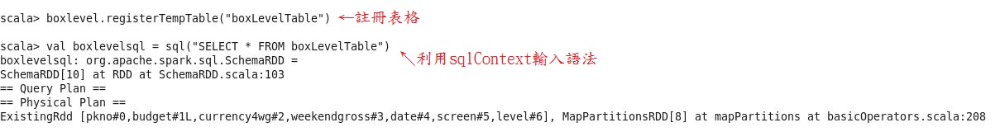 scala> boxlevel.registerTempTable("boxLevelTable") ←註冊表格
scala> val boxlevelsql = sql("SELECT * FROM boxLevelTable")
boxlevelsql: org.apache.spark.sql.SchemaRDD =
↖利用sqlContext輸入語法
SchemaRDD[10] at RDD at SchemaRDD.scala:103
== Query Plan ==
== Physical Plan ==
ExistingRdd [pkno#0,budget#1L,currency4wg#2,weekendgross#3,date#4,screen#5,level#6], MapPartitionsRDD[8] at mapPartitions at basicOperators.scala:208